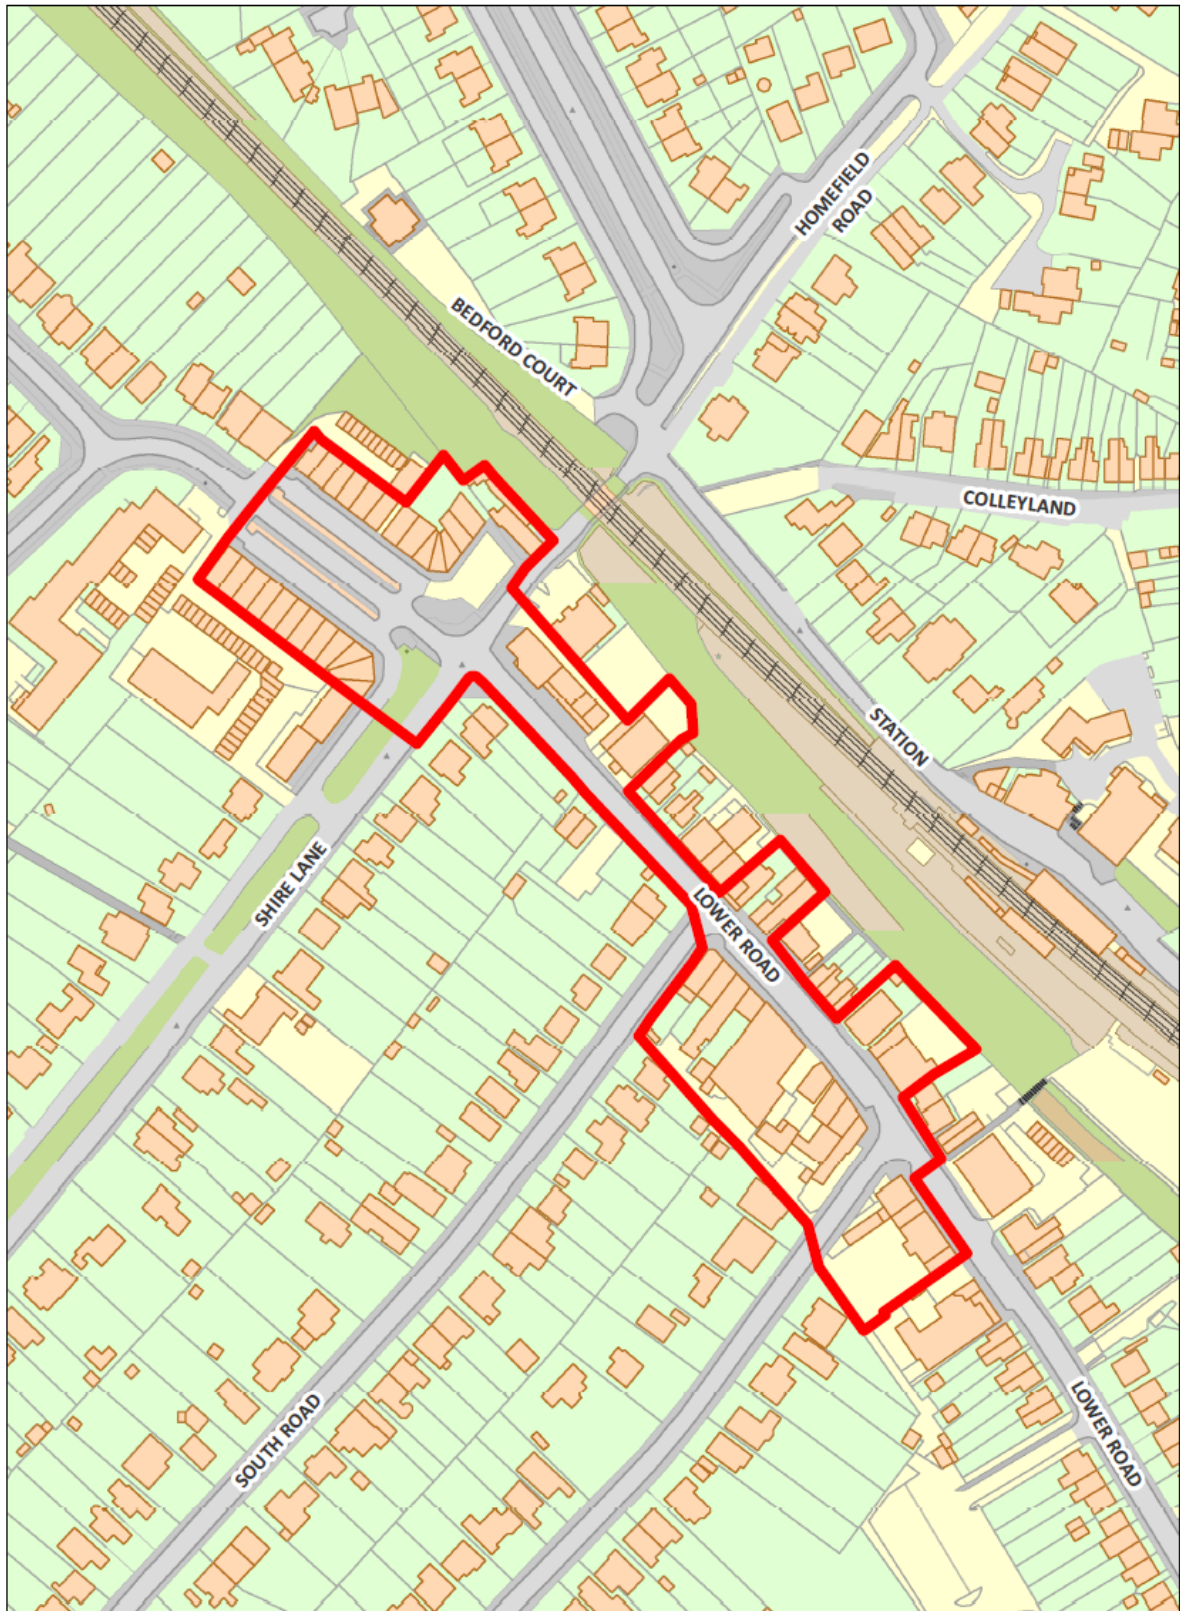 HOMEFIELD
ROAD
BEDFORD COURT
COLLEYLAND
STATION
SHIRE LANE
LOWER ROAD
SOUTH ROAD
LOWER ROAD